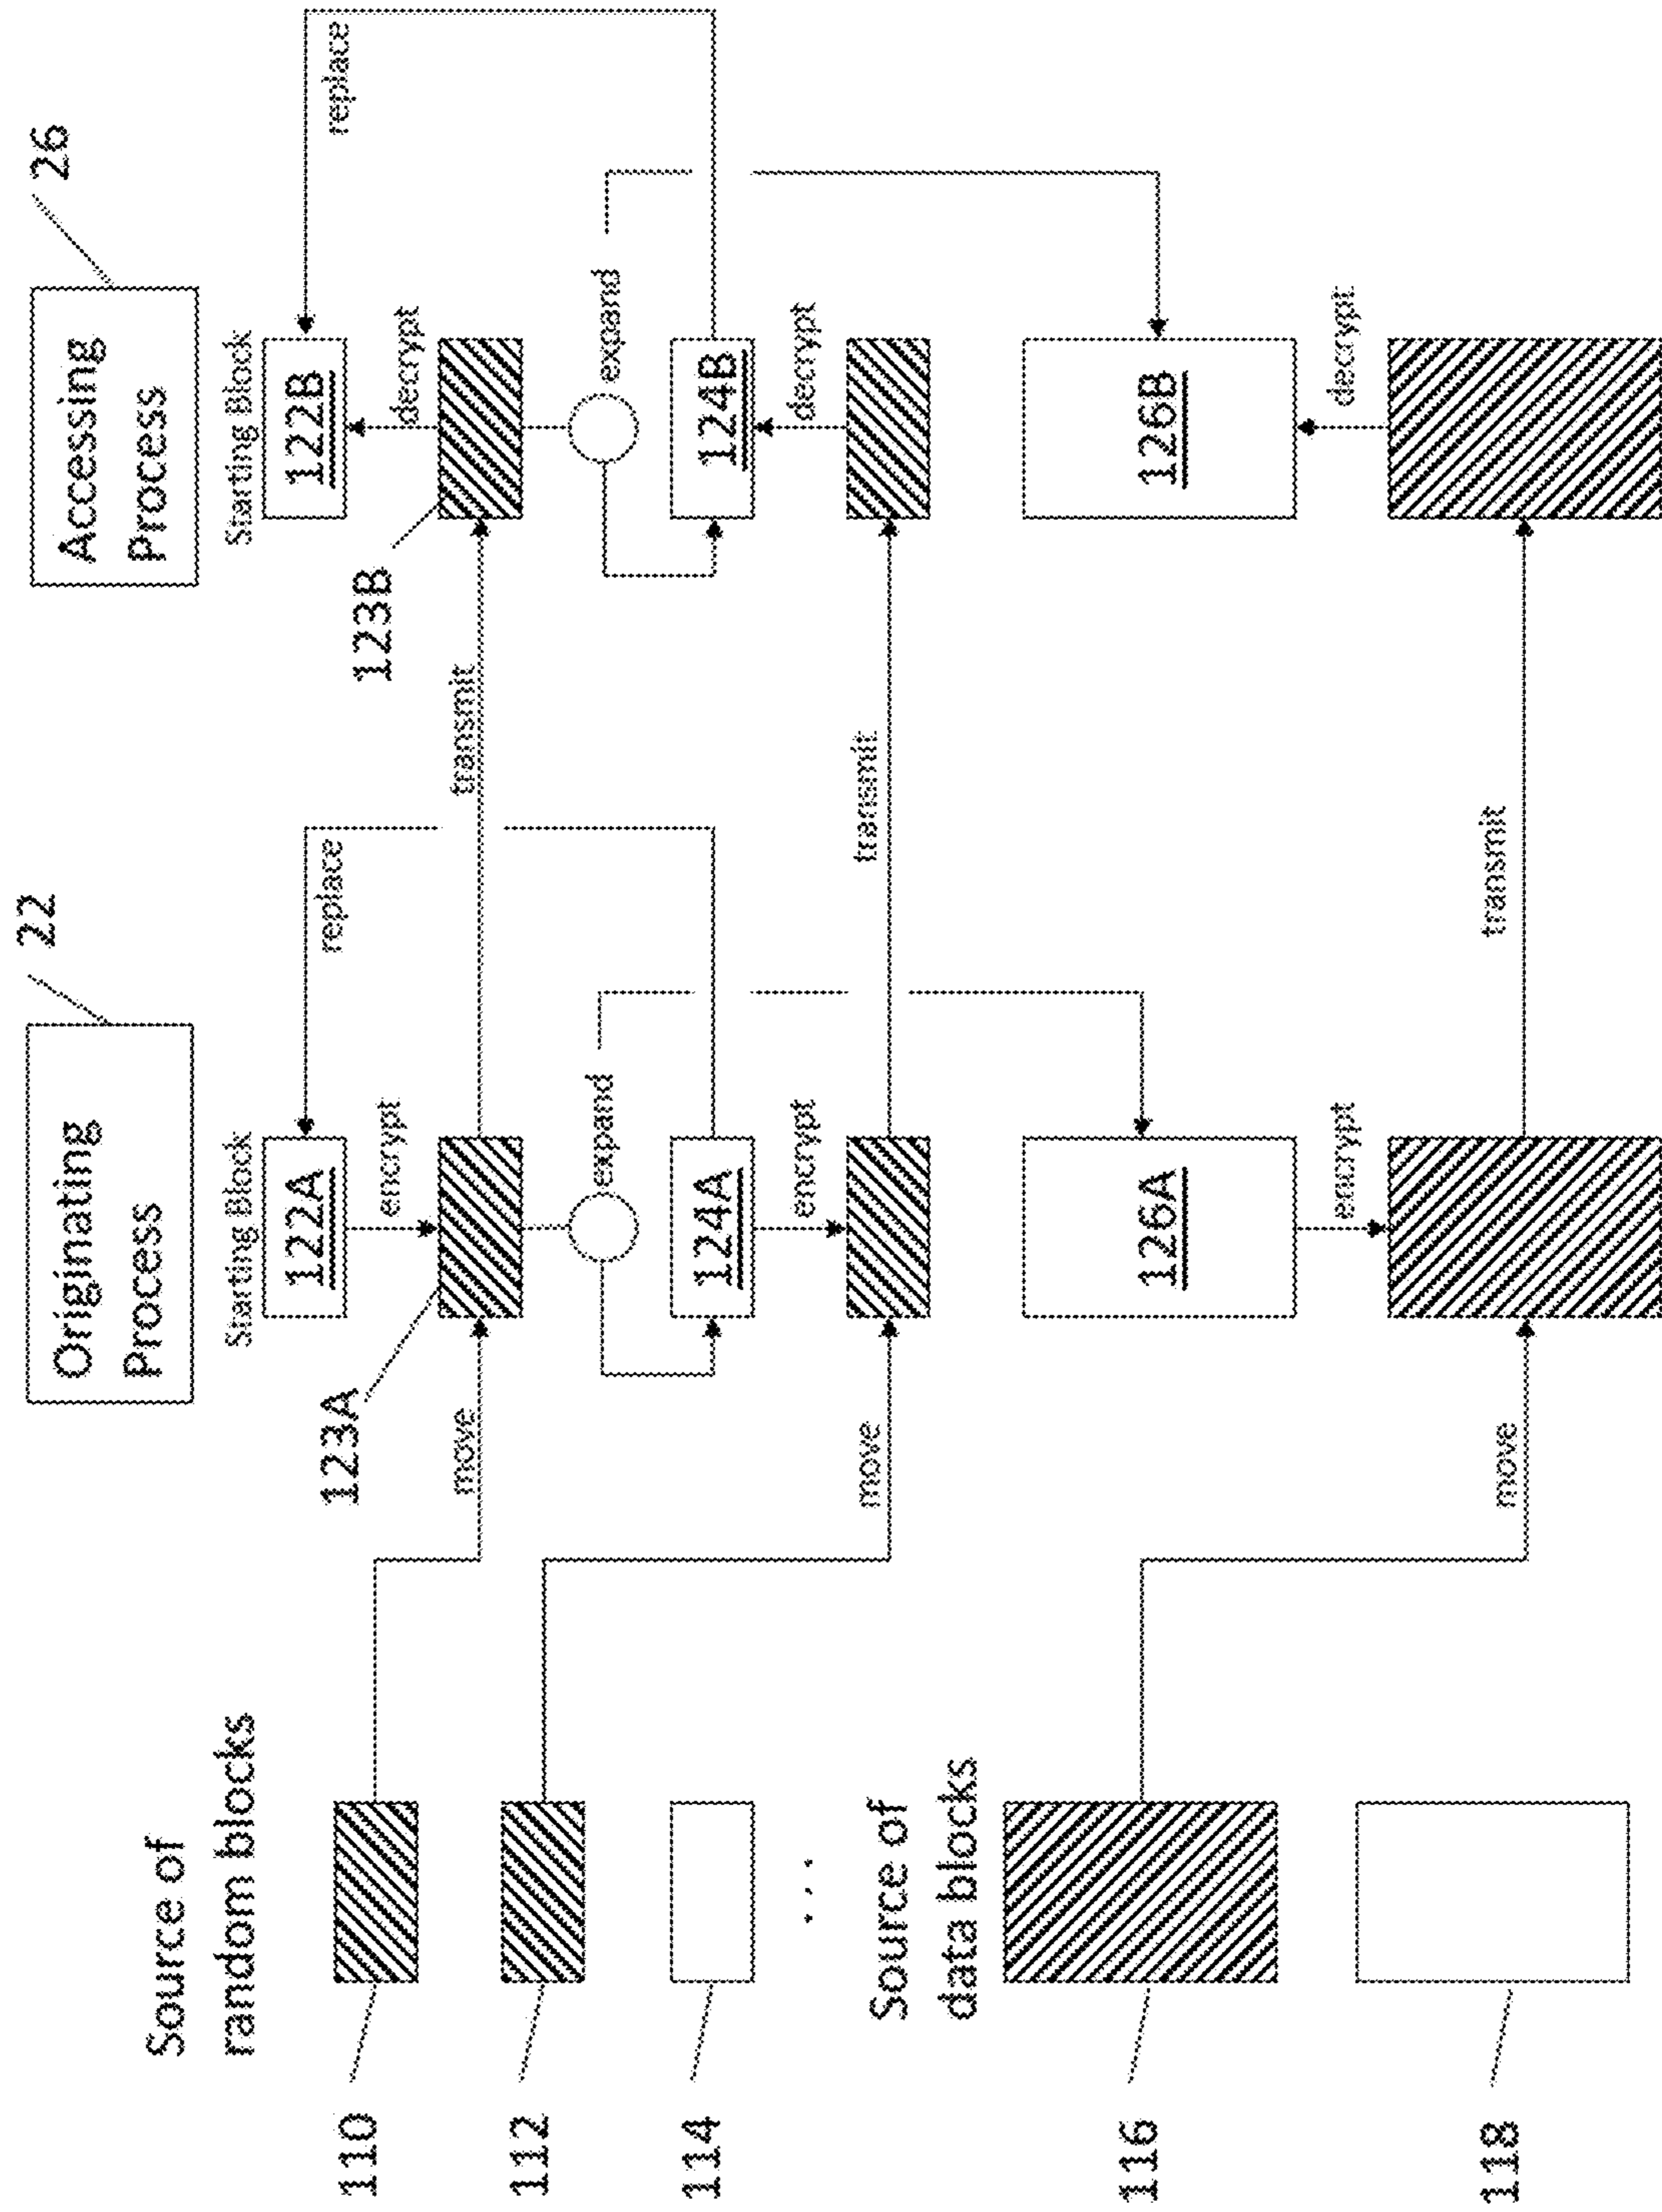 Originating
Process
22
Accessing
Process
26
Source of
random blocks
Starting Block
Starting Block
110
122A
replace
122B
replace
123A
encrypt
123B
decrypt
move
transmit
112
expand
expand
114
124A
124B
. . .
encrypt
decrypt
move
transmit
Source of
data blocks
116
126A
126B
encrypt
decrypt
118
move
transmit